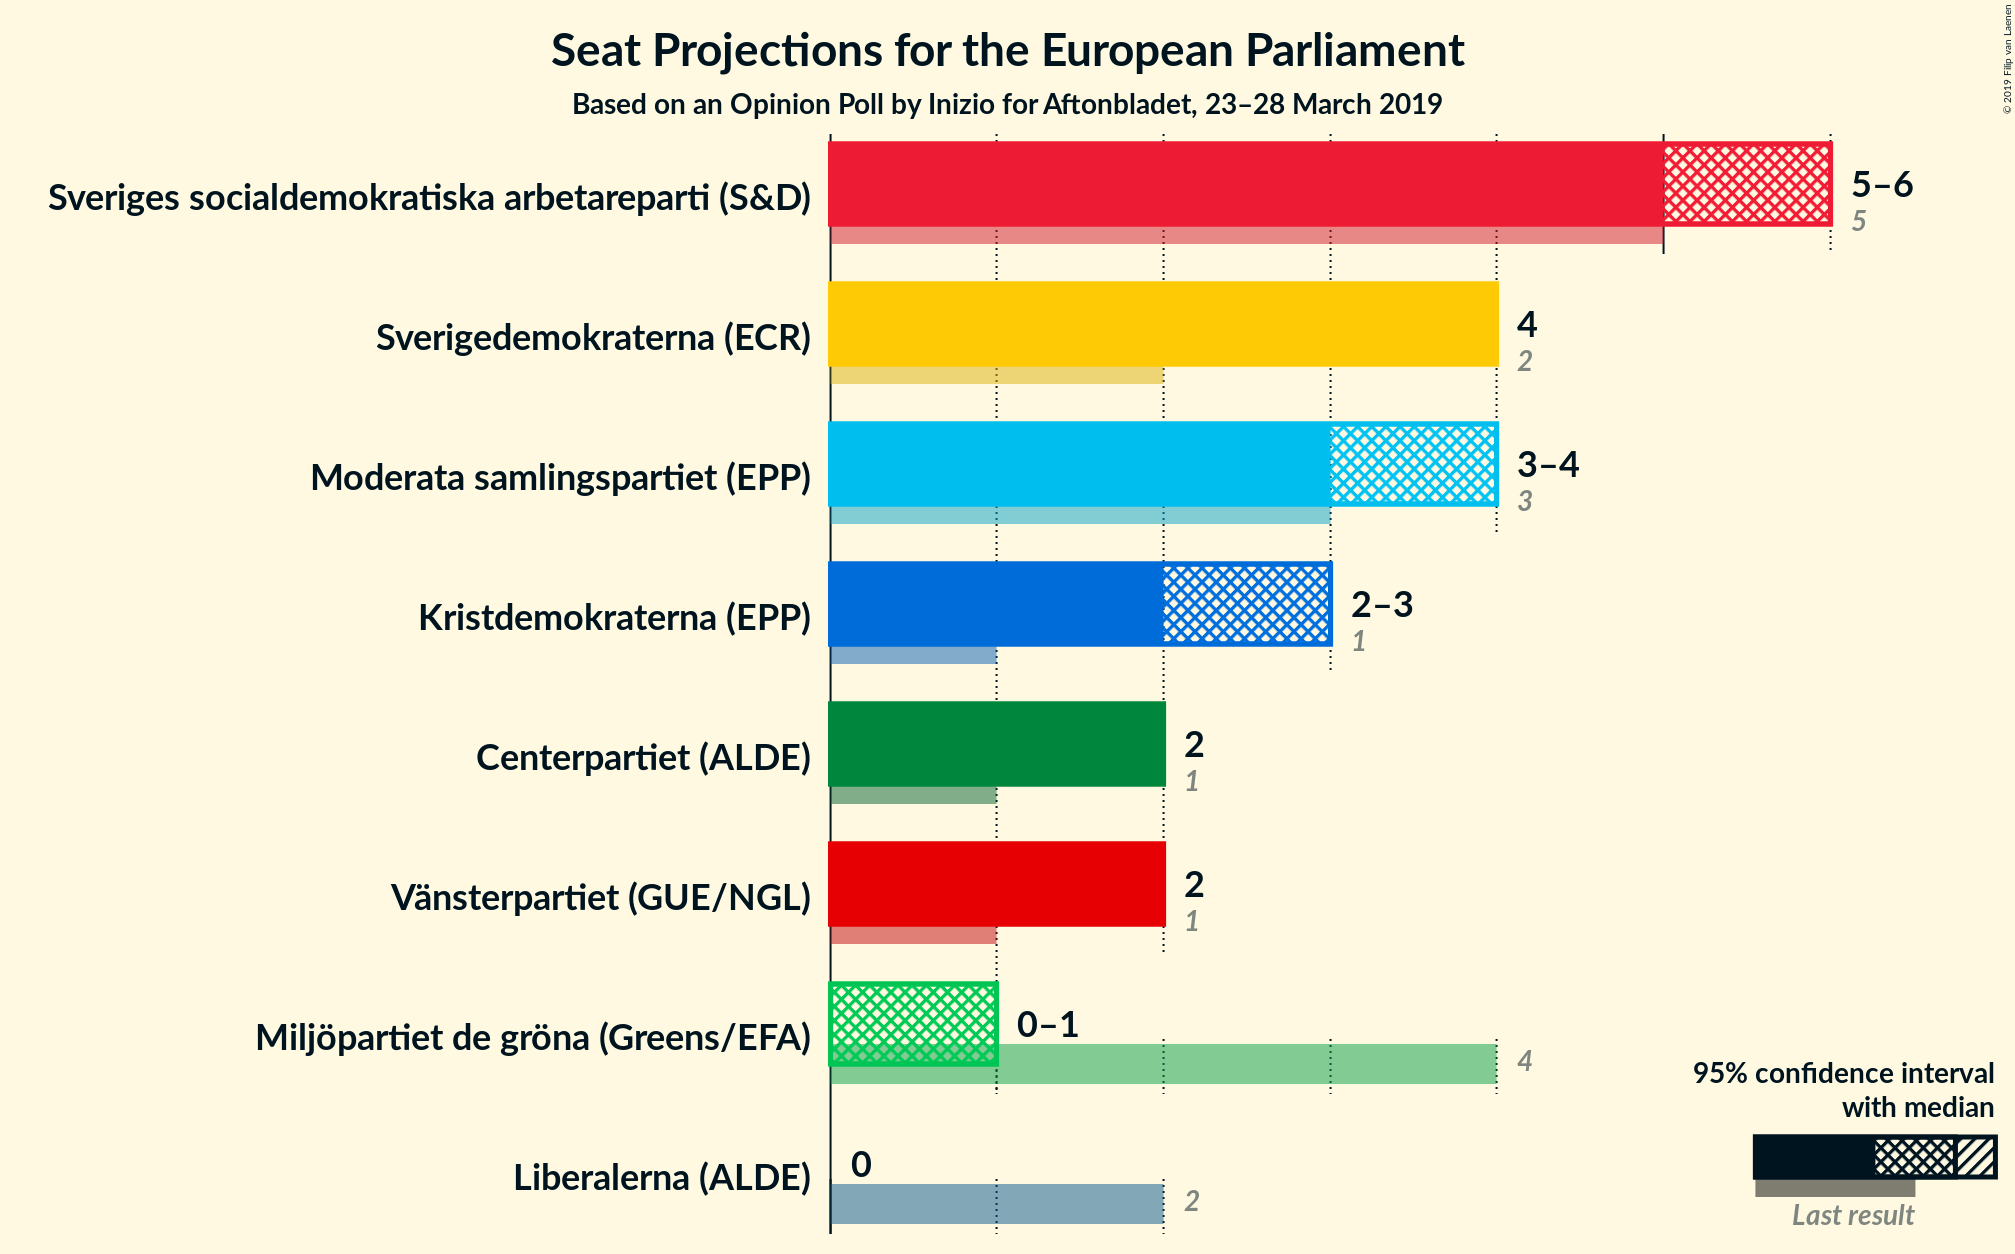 Seat Projections for the European Parliament
Based on an Opinion Poll by Inizio for Aftonbladet, 23–28 March 2019
© 2019 Filip van Laenen
Sveriges socialdemokratiska arbetareparti (S&D)
5–6
5
Sverigedemokraterna (ECR)
4
2
Moderata samlingspartiet (EPP)
3–4
3
Kristdemokraterna (EPP)
2–3
1
Centerpartiet (ALDE)
2
1
Vänsterpartiet (GUE/NGL)
2
1
Miljöpartiet de gröna (Greens/EFA)
0–1
4
Liberalerna (ALDE)
0
2
95% confidence interval
with median
Last result